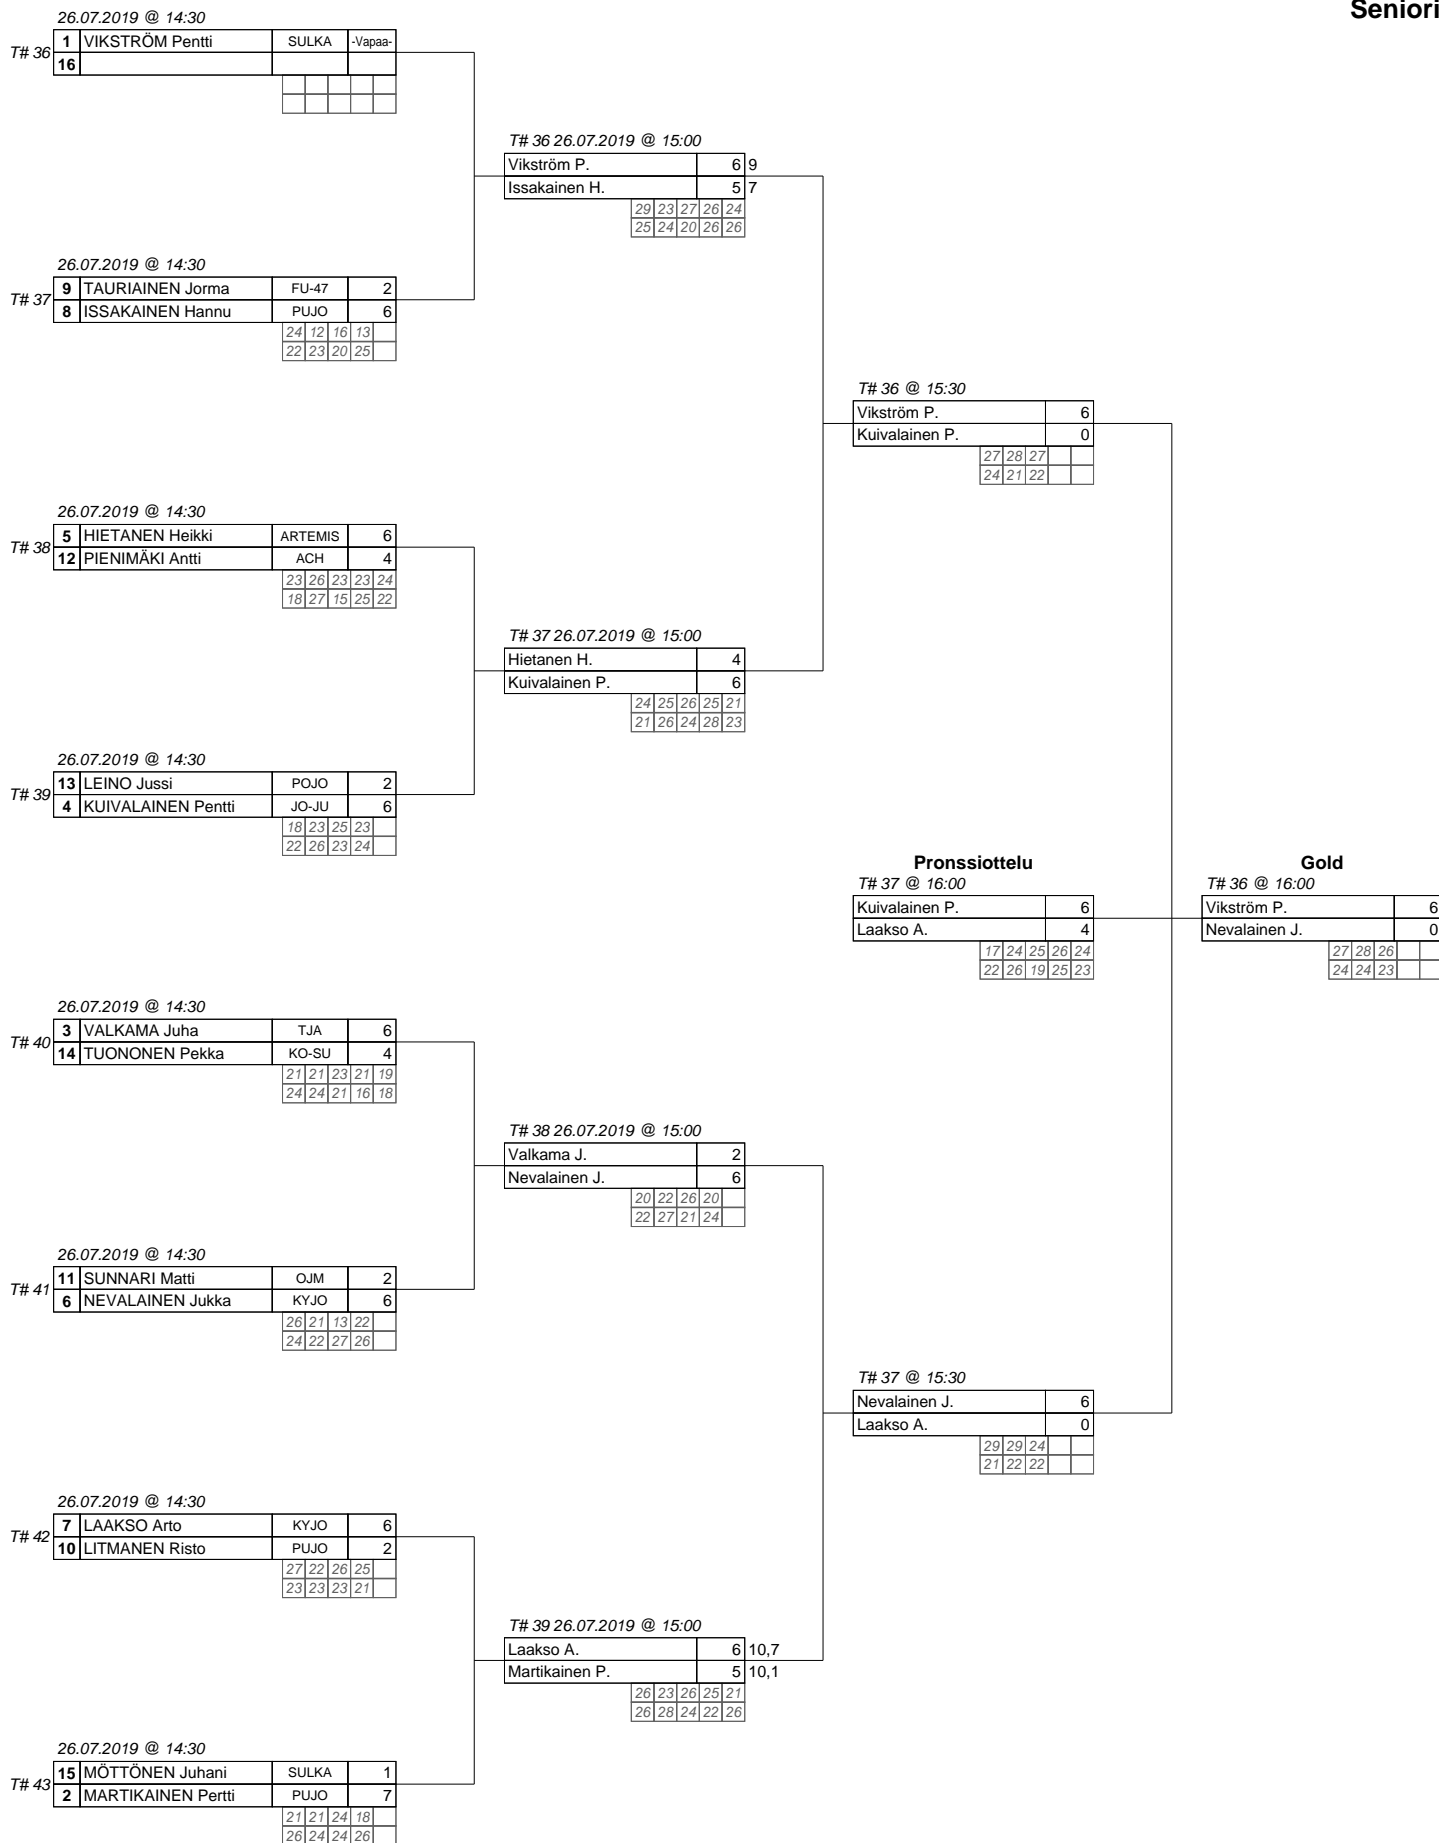 Seniori
26.07.2019 @ 14:30
T# 36
1 VIKSTRÖM Pentti SULKA -Vapaa-
16
T# 36 26.07.2019 @ 15:00
Vikström P. 6 9
Issakainen H. 5 7
29 23 27 26 24
25 24 20 26 26
26.07.2019 @ 14:30
T# 37
9 TAURIAINEN Jorma FU-47 2
8 ISSAKAINEN Hannu PUJO 6
24 12 16 13
22 23 20 25
T# 36 @ 15:30
Vikström P. 6
Kuivalainen P. 0
27 28 27
24 21 22
26.07.2019 @ 14:30
T# 38
5 HIETANEN Heikki ARTEMIS 6
12 PIENIMÄKI Antti ACH 4
23 26 23 23 24
18 27 15 25 22
T# 37 26.07.2019 @ 15:00
Hietanen H. 4
Kuivalainen P. 6
24 25 26 25 21
21 26 24 28 23
26.07.2019 @ 14:30
T# 39
13 LEINO Jussi POJO 2
4 KUIVALAINEN Pentti JO-JU 6
18 23 25 23
22 26 23 24
Pronssiottelu
T# 37 @ 16:00
Kuivalainen P. 6
Laakso A. 4
17 24 25 26 24
22 26 19 25 23
Gold
T# 36 @ 16:00
Vikström P. 6
Nevalainen J. 0
27 28 26
24 24 23
26.07.2019 @ 14:30
T# 40
3 VALKAMA Juha TJA 6
14 TUONONEN Pekka KO-SU 4
21 21 23 21 19
24 24 21 16 18
T# 38 26.07.2019 @ 15:00
Valkama J. 2
Nevalainen J. 6
20 22 26 20
22 27 21 24
26.07.2019 @ 14:30
T# 41
11 SUNNARI Matti OJM 2
6 NEVALAINEN Jukka KYJO 6
26 21 13 22
24 22 27 26
T# 37 @ 15:30
Nevalainen J. 6
Laakso A. 0
29 29 24
21 22 22
26.07.2019 @ 14:30
T# 42
7 LAAKSO Arto KYJO 6
10 LITMANEN Risto PUJO 2
27 22 26 25
23 23 23 21
T# 39 26.07.2019 @ 15:00
Laakso A. 6 10,7
Martikainen P. 5 10,1
26 23 26 25 21
26 28 24 22 26
26.07.2019 @ 14:30
T# 43
15 MÖTTÖNEN Juhani SULKA 1
2 MARTIKAINEN Pertti PUJO 7
21 21 24 18
26 24 24 26